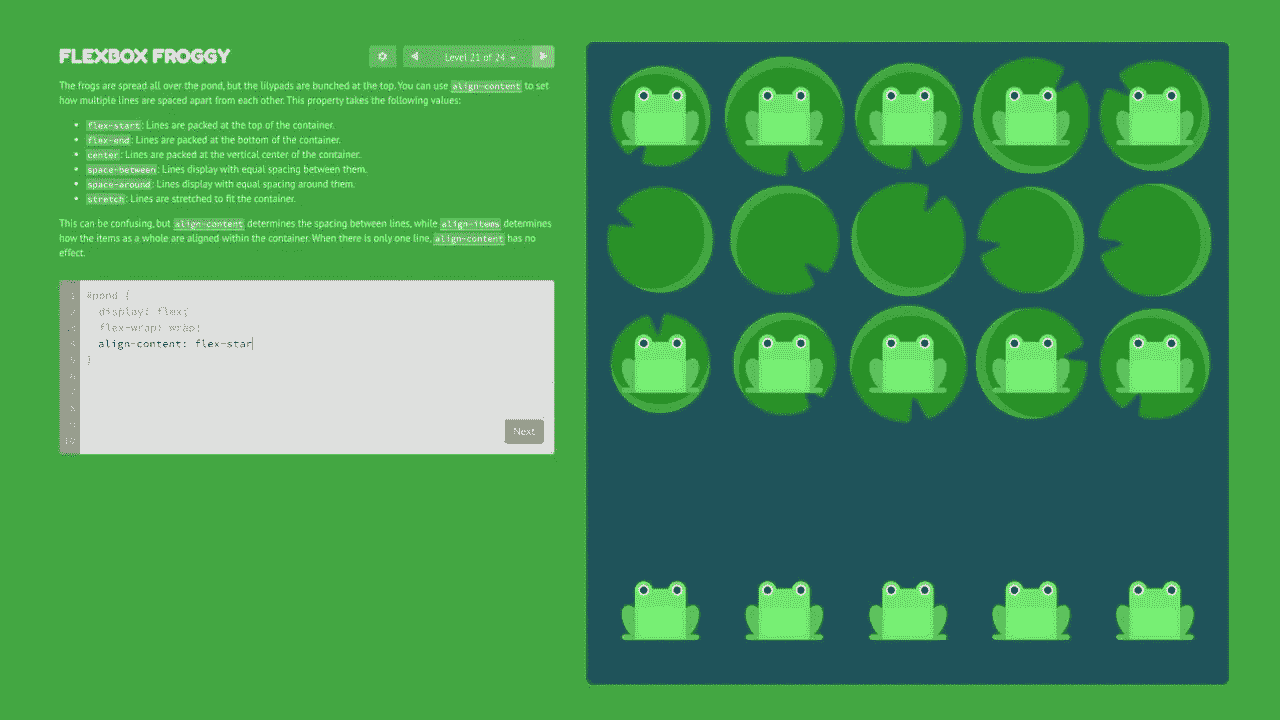 FLEXBOX FROGGY
Level 21 of 24
The frogs are spread all over the pond, but the lilypads are bunched at the top. You can use align-content to set
how multiple lines are spaced apart from each other. This property takes the following values:
flex-start: Lines are packed at the top of the container.
flex-end: Lines are packed at the bottom of the container.
center: Lines are packed at the vertical center of the container.
space-between: Lines display with equal spacing between them.
space-around: Lines display with equal spacing around them.
stretch: Lines are stretched to fit the container.
This can be confusing, but align-content determines the spacing between lines, while align-items determines
how the items as a whole are aligned within the container. When there is only one line, align-content has no
effect.
1 #pond {
2 display: flex;
3 flex-wrap: wrap;
4 align-content: flex-star
5 }
6
7
8
9
10
Next